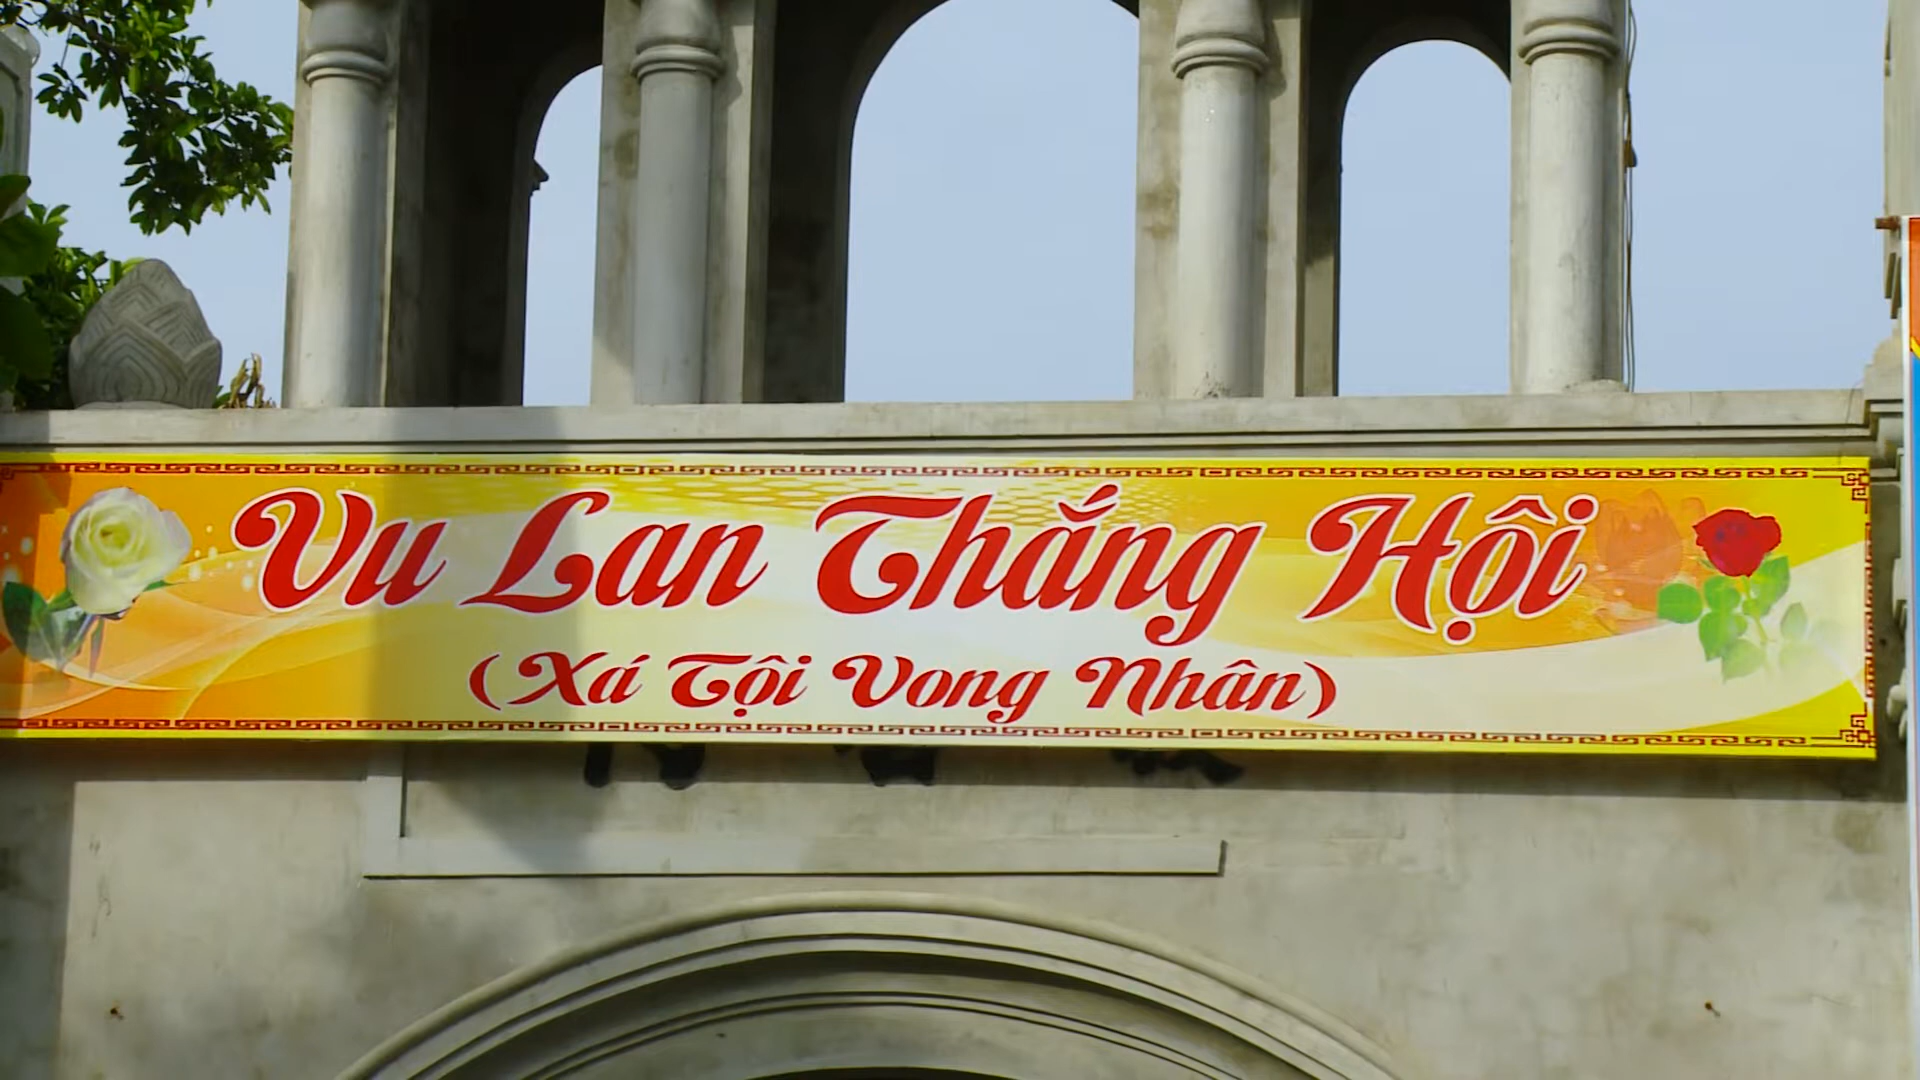 Vu Lan Thắng Hội
(Xá Tội Vong Nhân)